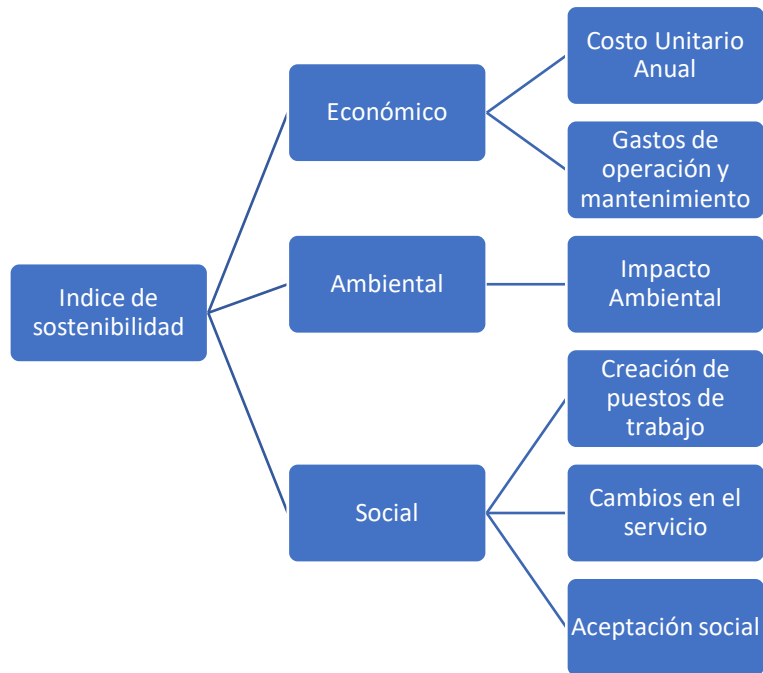 Indice de
sostenibilidad
Económico
Costo Unitario
Anual
Gastos de
operación y
mantenimiento
Ambiental
Impacto
Ambiental
Social
Creación de
puestos de
trabajo
Cambios en el
servicio
Aceptación social